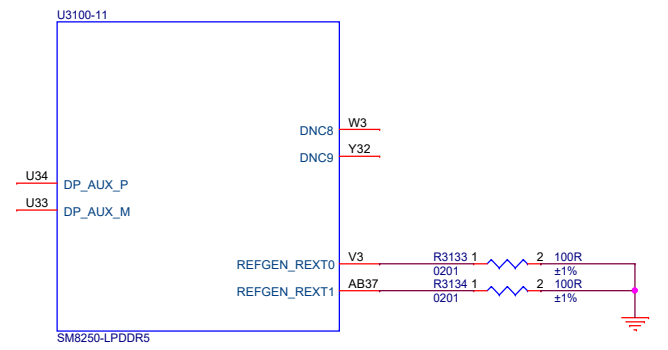 U3100-11
DNC8 W3
DNC9 Y32
U34 DP_AUX_P
U33 DP_AUX_M
REFGEN_REXT0 V3 R3133 1 2 100R
0201 ±1%
REFGEN_REXT1 AB37 R3134 1 2 100R
0201 ±1%
SM8250-LPDDR5